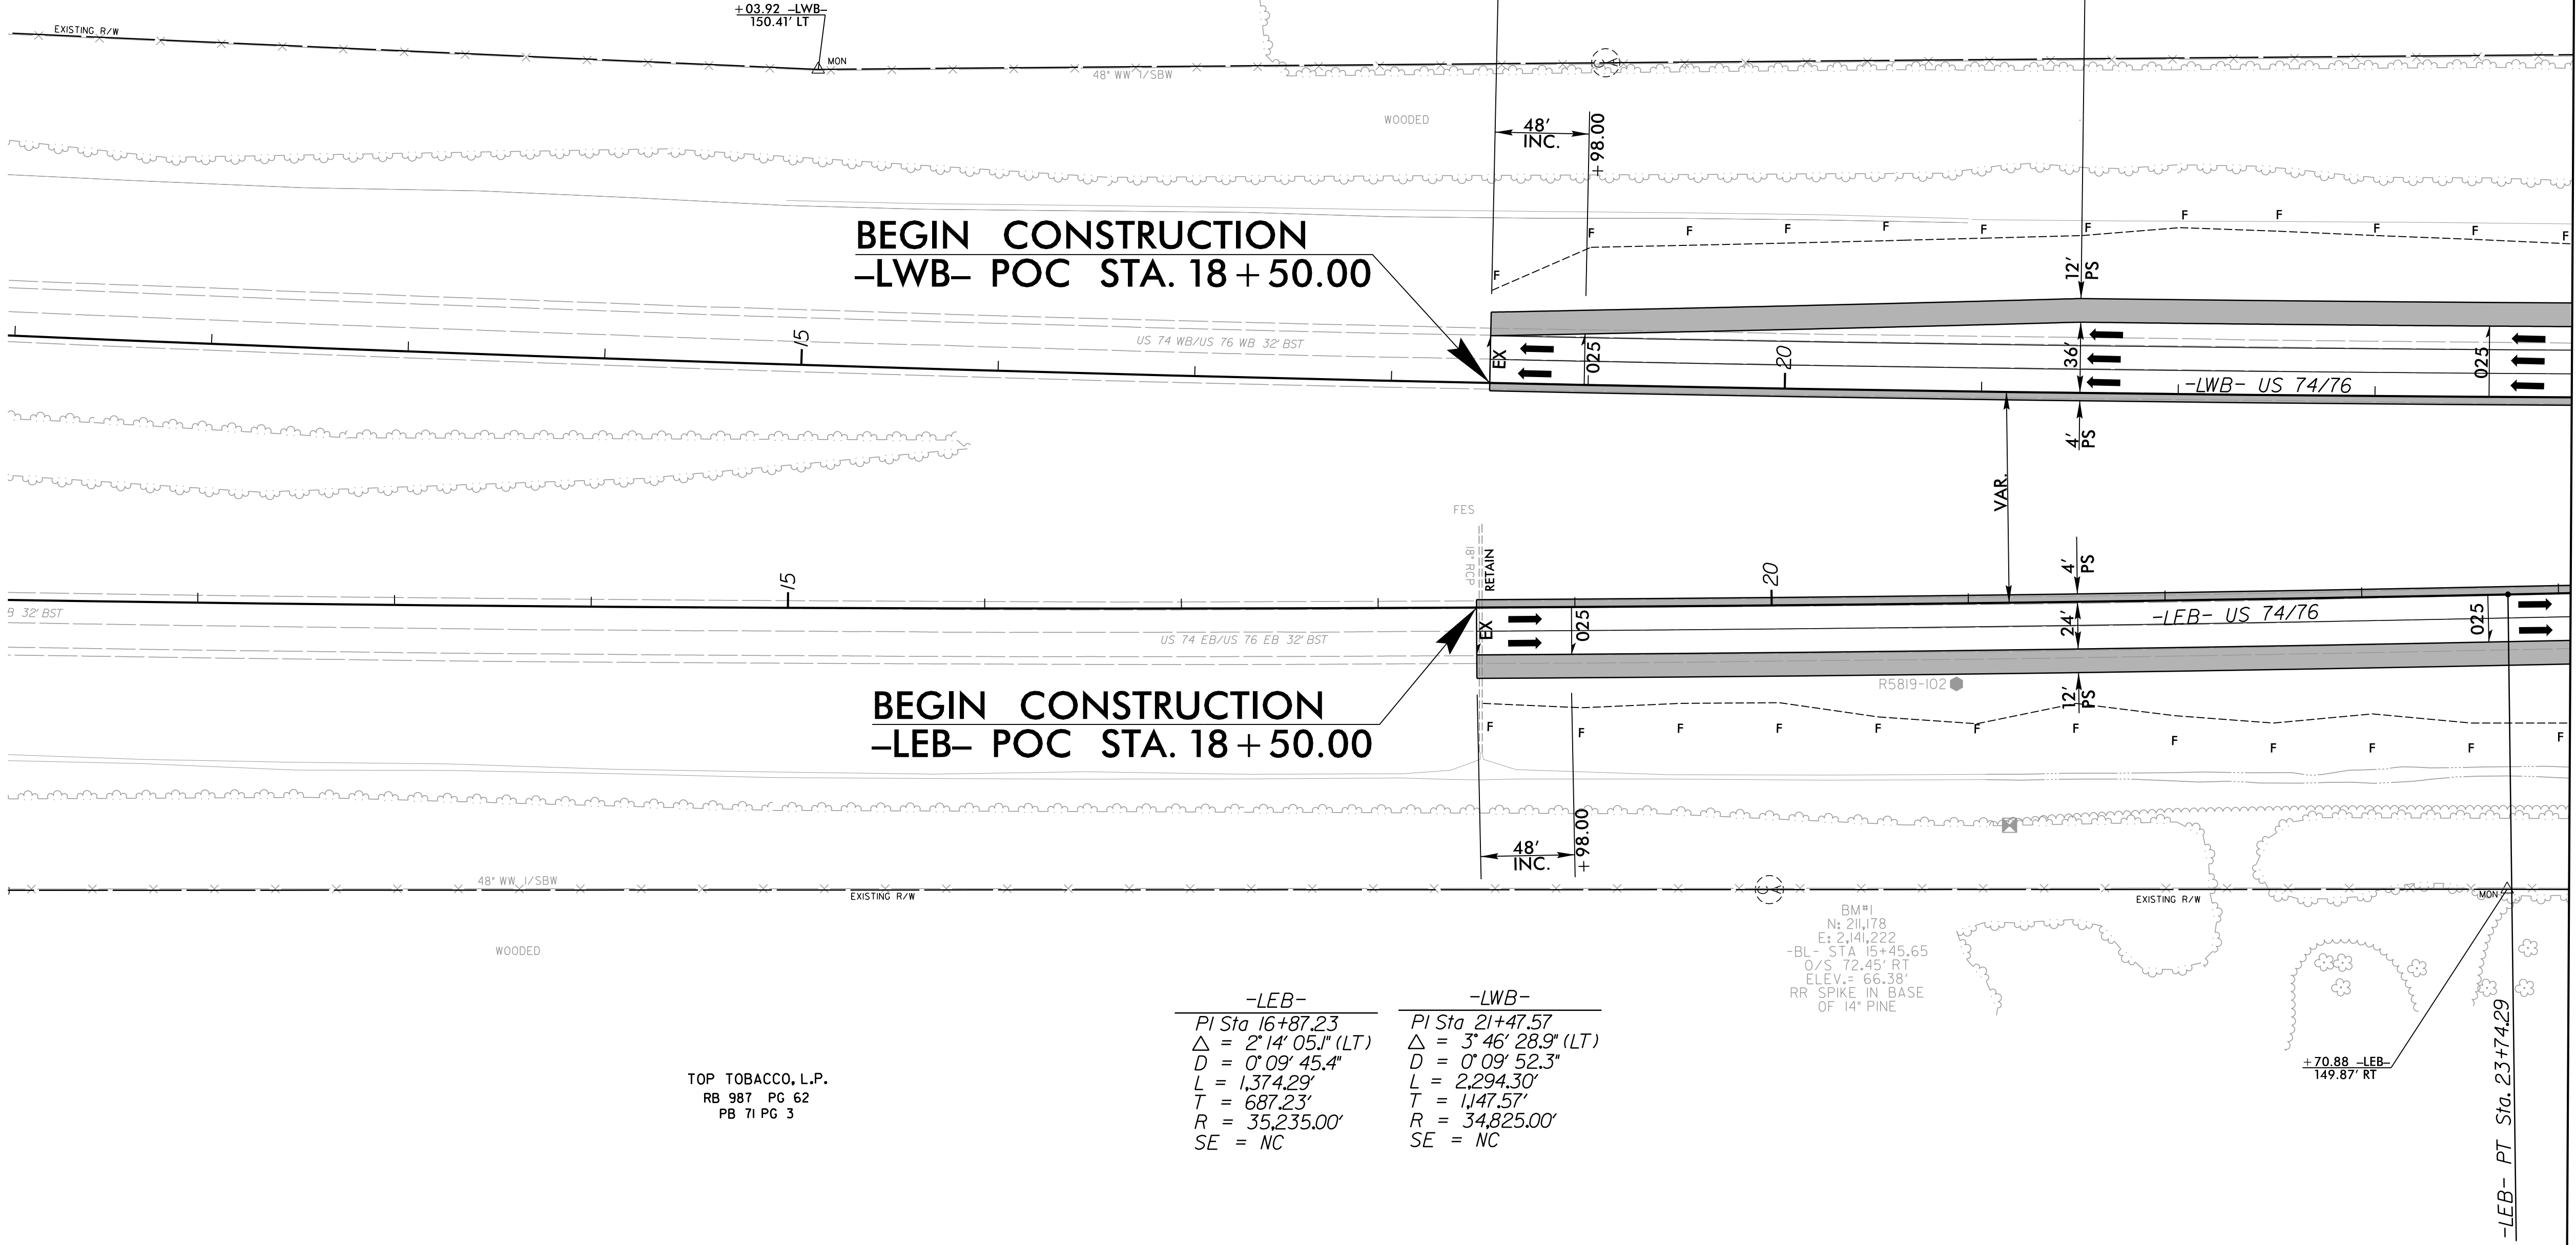 +03.92 -LWB-
150.41' LT
EXISTING R/W
MON
48" WW 1/SBW
C
A
WOODED
48'
INC.
+98.00
BEGIN CONSTRUCTION
-LWB- POC STA. 18+50.00
F F F F F F F F F F F F
12'
PS
15
US 74 WB/US 76 WB 32' BST
EX
025
20
36'
025
-LWB- US 74/76
4'
PS
VAR.
FES
18" RCP
RETAIN
4'
PS
15
20
B 32' BST
US 74 EB/US 76 EB 32' BST
EX
025
24'
-LEB- US 74/76
025
R5819-102
12'
PS
BEGIN CONSTRUCTION
-LEB- POC STA. 18+50.00
F F F F F F F F F F F F
48'
INC.
+98.00
48" WW 1/SBW
EXISTING R/W
C
A
EXISTING R/W
MON
WOODED
BM#1
N: 211,178
E: 2,141,222
-BL- STA 15+45.65
O/S 72.45' RT
ELEV.= 66.38'
RR SPIKE IN BASE
OF 14" PINE
-LEB-
PI Sta 16+87.23
△ = 2° 14' 05.1" (LT)
D = 0° 09' 45.4"
L = 1,374.29'
T = 687.23'
R = 35,235.00'
SE = NC
-LWB-
PI Sta 21+47.57
△ = 3° 46' 28.9" (LT)
D = 0° 09' 52.3"
L = 2,294.30'
T = 1,147.57'
R = 34,825.00'
SE = NC
+70.88 -LEB-
149.87' RT
-LEB- PT Sta. 23+74.29
TOP TOBACCO, L.P.
RB 987 PG 62
PB 71 PG 3